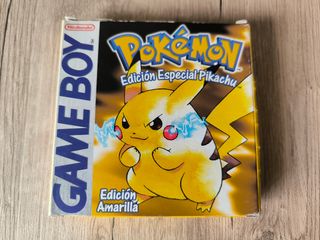 Nintendo
GAME BOY
POKéMON
Edición Especial Pikachu
Edición
Amarilla